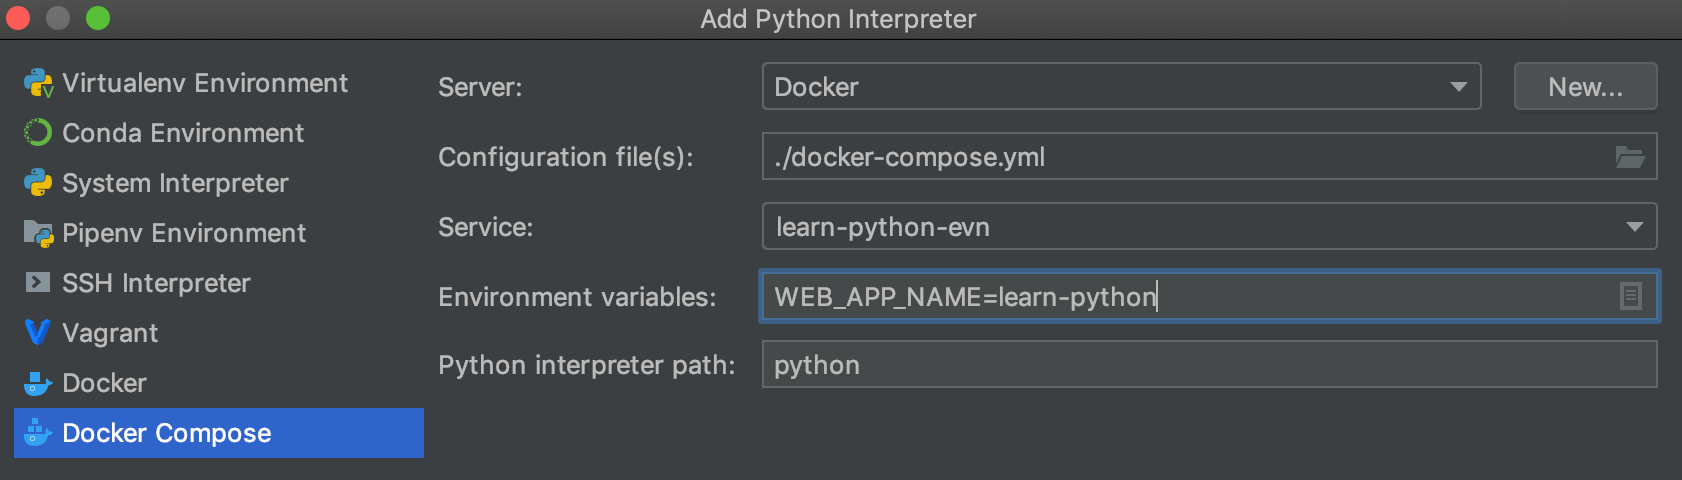 Add Python Interpreter
Virtualenv Environment
Conda Environment
System Interpreter
Pipenv Environment
SSH Interpreter
Vagrant
Docker
Docker Compose
Server: Docker New...
Configuration file(s): ./docker-compose.yml
Service: learn-python-evn
Environment variables: WEB_APP_NAME=learn-python
Python interpreter path: python